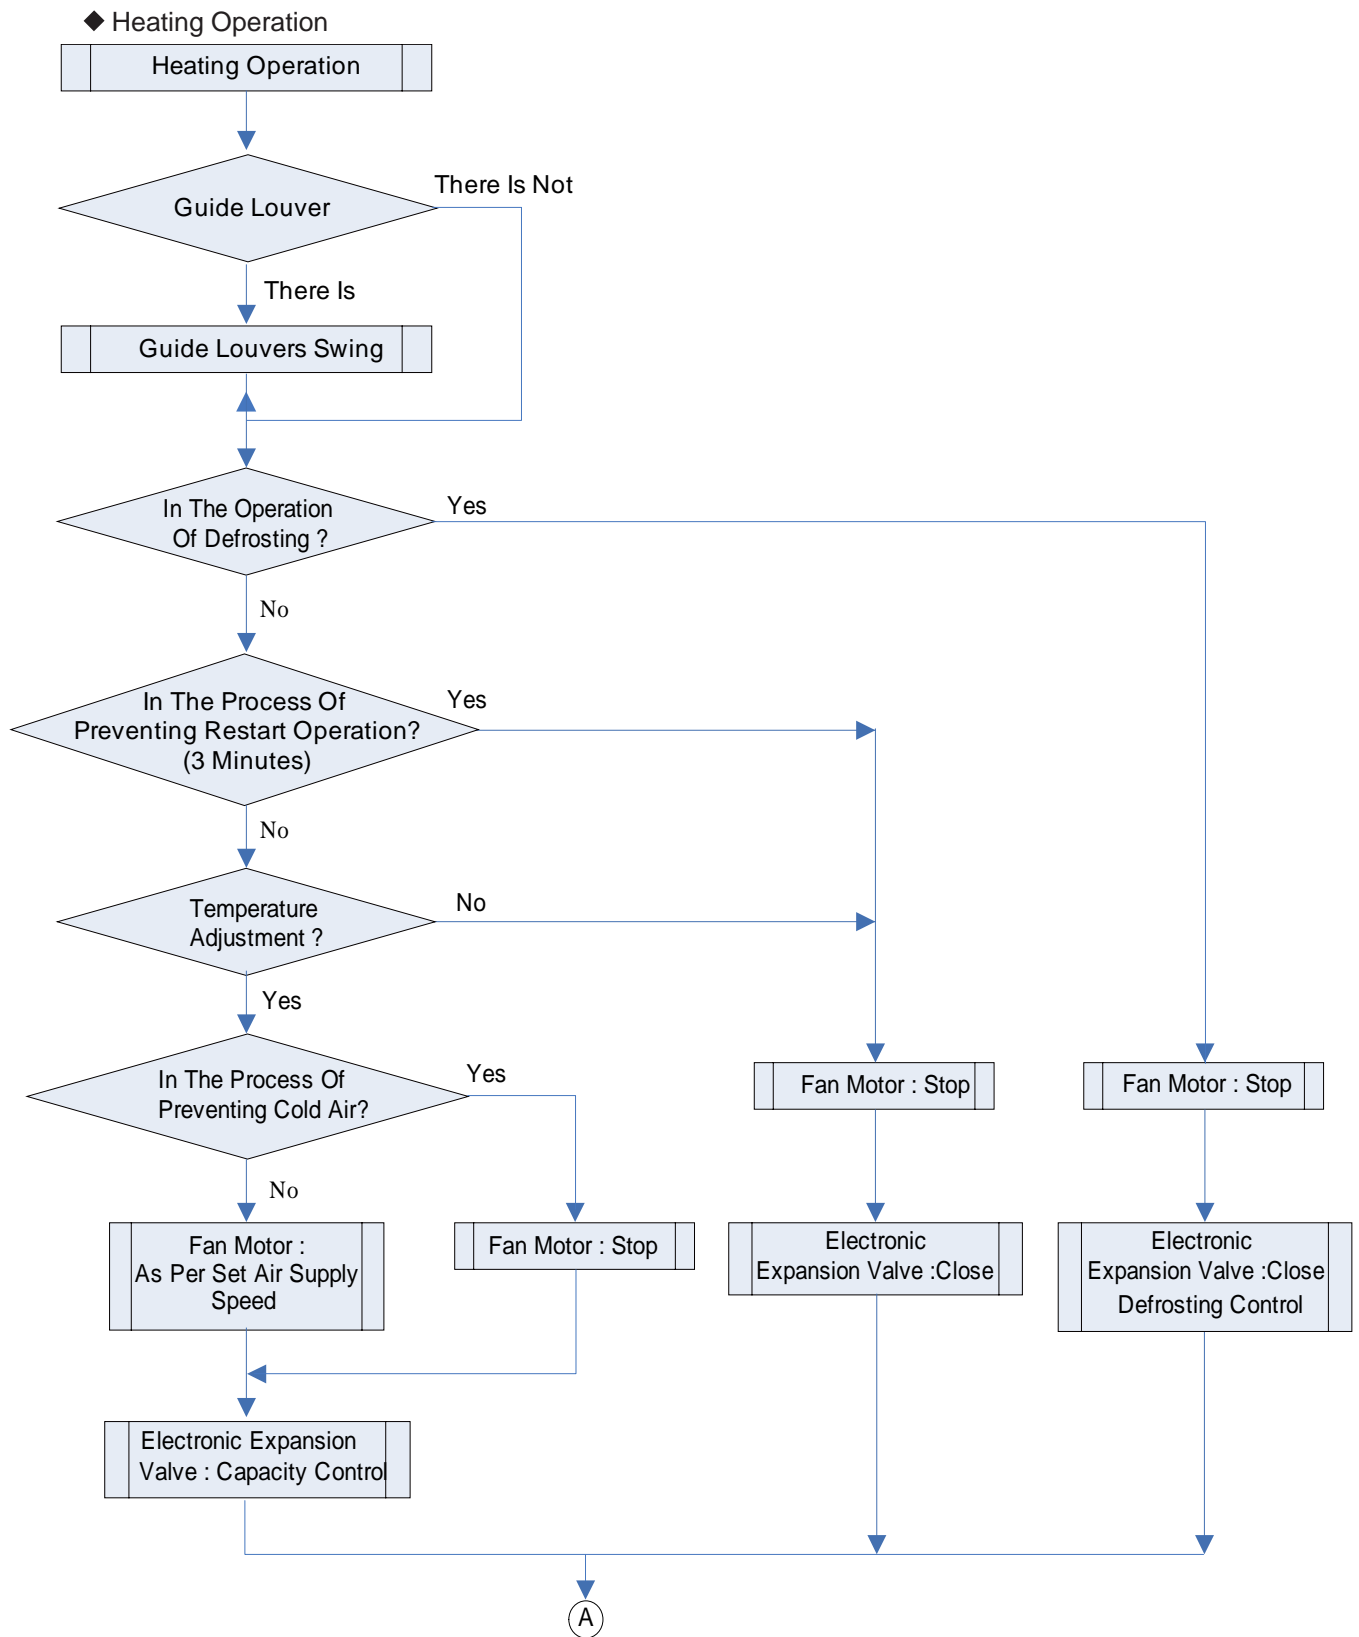 ◆ Heating Operation
Heating Operation
There Is Not
Guide Louver
There Is
Guide Louvers Swing
Yes
In The Operation
Of Defrosting ?
No
Yes
In The Process Of
Preventing Restart Operation?
(3 Minutes)
No
No
Temperature
Adjustment ?
Yes
Yes
In The Process Of
Preventing Cold Air?
Fan Motor : Stop
Fan Motor : Stop
No
Fan Motor :
As Per Set Air Supply
Speed
Fan Motor : Stop
Electronic
Expansion Valve :Close
Electronic
Expansion Valve :Close
Defrosting Control
Electronic Expansion
Valve : Capacity Control
A